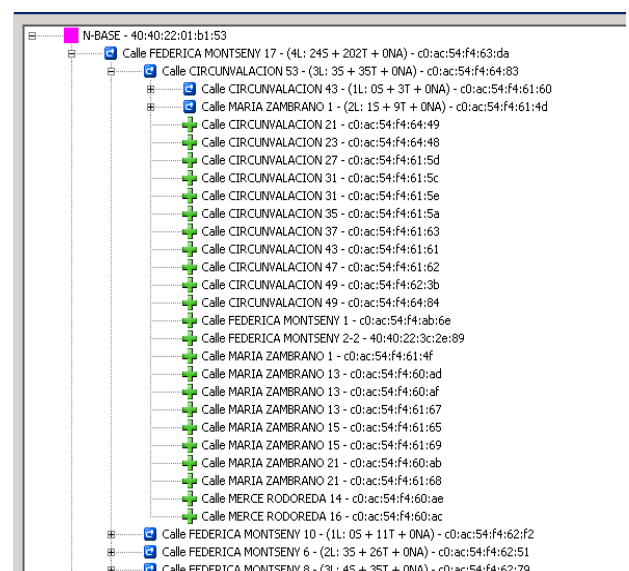 N-BASE - 40:40:22:01:b1:53
Calle FEDERICA MONTSENY 17 - (4L: 24S + 202T + 0NA) - c0:ac:54:f4:63:da
Calle CIRCUNVALACION 53 - (3L: 3S + 35T + 0NA) - c0:ac:54:f4:64:83
Calle CIRCUNVALACION 43 - (1L: 0S + 3T + 0NA) - c0:ac:54:f4:61:60
Calle MARIA ZAMBRANO 1 - (2L: 1S + 9T + 0NA) - c0:ac:54:f4:61:4d
Calle CIRCUNVALACION 21 - c0:ac:54:f4:64:49
Calle CIRCUNVALACION 23 - c0:ac:54:f4:64:48
Calle CIRCUNVALACION 27 - c0:ac:54:f4:61:5d
Calle CIRCUNVALACION 31 - c0:ac:54:f4:61:5c
Calle CIRCUNVALACION 31 - c0:ac:54:f4:61:5e
Calle CIRCUNVALACION 35 - c0:ac:54:f4:61:5a
Calle CIRCUNVALACION 37 - c0:ac:54:f4:61:63
Calle CIRCUNVALACION 43 - c0:ac:54:f4:61:61
Calle CIRCUNVALACION 47 - c0:ac:54:f4:61:62
Calle CIRCUNVALACION 49 - c0:ac:54:f4:62:3b
Calle CIRCUNVALACION 49 - c0:ac:54:f4:64:84
Calle FEDERICA MONTSENY 1 - c0:ac:54:f4:ab:6e
Calle FEDERICA MONTSENY 2-2 - 40:40:22:3c:2e:89
Calle MARIA ZAMBRANO 1 - c0:ac:54:f4:61:4f
Calle MARIA ZAMBRANO 13 - c0:ac:54:f4:60:ad
Calle MARIA ZAMBRANO 13 - c0:ac:54:f4:60:af
Calle MARIA ZAMBRANO 13 - c0:ac:54:f4:61:67
Calle MARIA ZAMBRANO 15 - c0:ac:54:f4:61:65
Calle MARIA ZAMBRANO 15 - c0:ac:54:f4:61:69
Calle MARIA ZAMBRANO 21 - c0:ac:54:f4:60:ab
Calle MARIA ZAMBRANO 21 - c0:ac:54:f4:61:68
Calle MERCE RODOREDA 14 - c0:ac:54:f4:60:ae
Calle MERCE RODOREDA 16 - c0:ac:54:f4:60:ac
Calle FEDERICA MONTSENY 10 - (1L: 0S + 11T + 0NA) - c0:ac:54:f4:62:f2
Calle FEDERICA MONTSENY 6 - (2L: 3S + 26T + 0NA) - c0:ac:54:f4:62:51
Calle FEDERICA MONTSENY 8 - (3L: 4S + 35T + 0NA) - c0:ac:54:f4:62:79